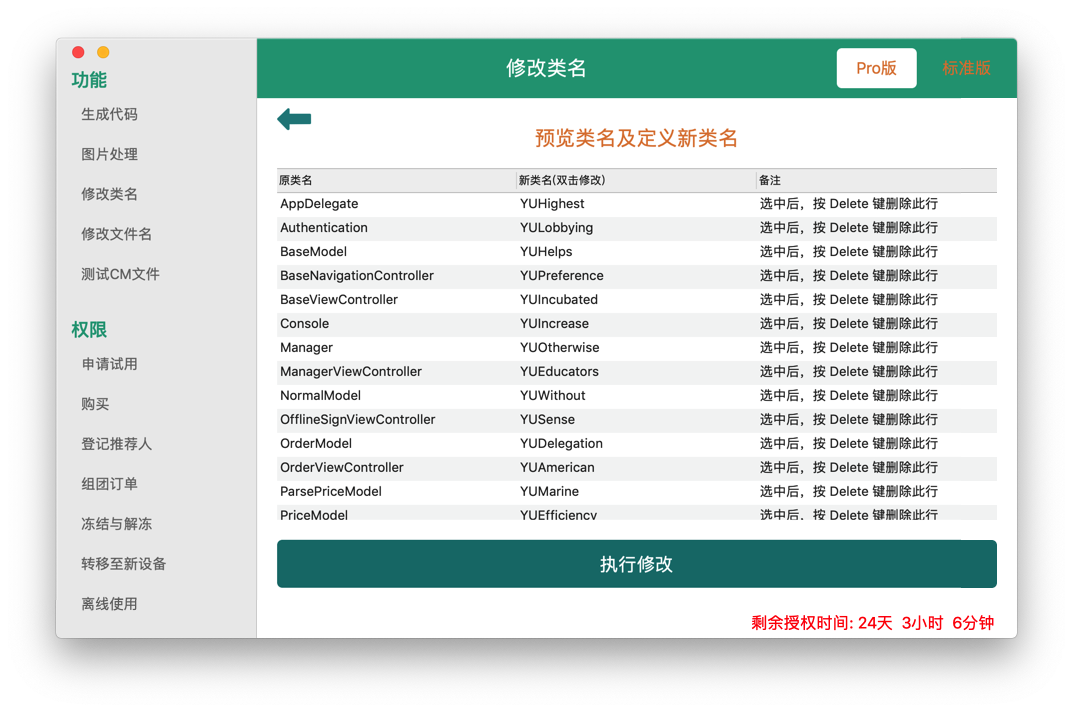 功能
生成代码
图片处理
修改类名
修改文件名
测试CM文件
权限
申请试用
购买
登记推荐人
组团订单
冻结与解冻
转移至新设备
离线使用
修改类名 Pro版 标准版
预览类名及定义新类名
原类名 新类名(双击修改) 备注
AppDelegate YUHighest 选中后，按 Delete 键删除此行
Authentication YULobbying 选中后，按 Delete 键删除此行
BaseModel YUHelps 选中后，按 Delete 键删除此行
BaseNavigationController YUPreference 选中后，按 Delete 键删除此行
BaseViewController YUIncubated 选中后，按 Delete 键删除此行
Console YUIncrease 选中后，按 Delete 键删除此行
Manager YUOtherwise 选中后，按 Delete 键删除此行
ManagerViewController YUEducators 选中后，按 Delete 键删除此行
NormalModel YUWithout 选中后，按 Delete 键删除此行
OfflineSignViewController YUSense 选中后，按 Delete 键删除此行
OrderModel YUDelegation 选中后，按 Delete 键删除此行
OrderViewController YUAmerican 选中后，按 Delete 键删除此行
ParsePriceModel YUMarine 选中后，按 Delete 键删除此行
PriceModel YUEfficiency 选中后，按 Delete 键删除此行
执行修改
剩余授权时间: 24天 3小时 6分钟